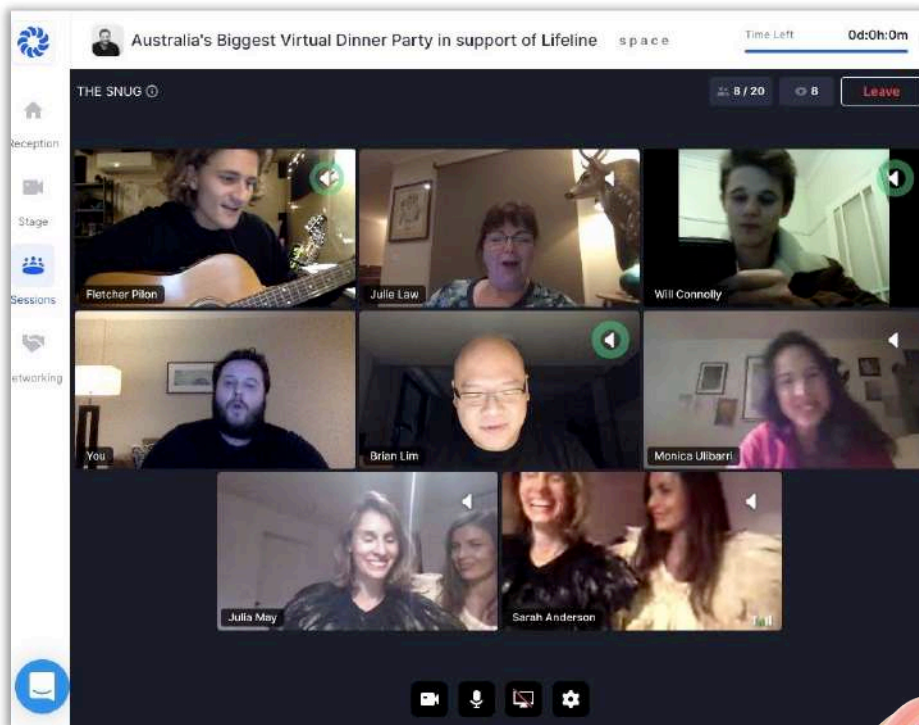 Australia's Biggest Virtual Dinner Party in support of Lifeline
space
Time Left
0d:0h:0m
THE SNUG
8 / 20
8
Leave
Reception
Stage
Sessions
etworking
Fletcher Pilon
Julie Law
Will Connolly
You
Brian Lim
Monica Ulibarri
Julia May
Sarah Anderson